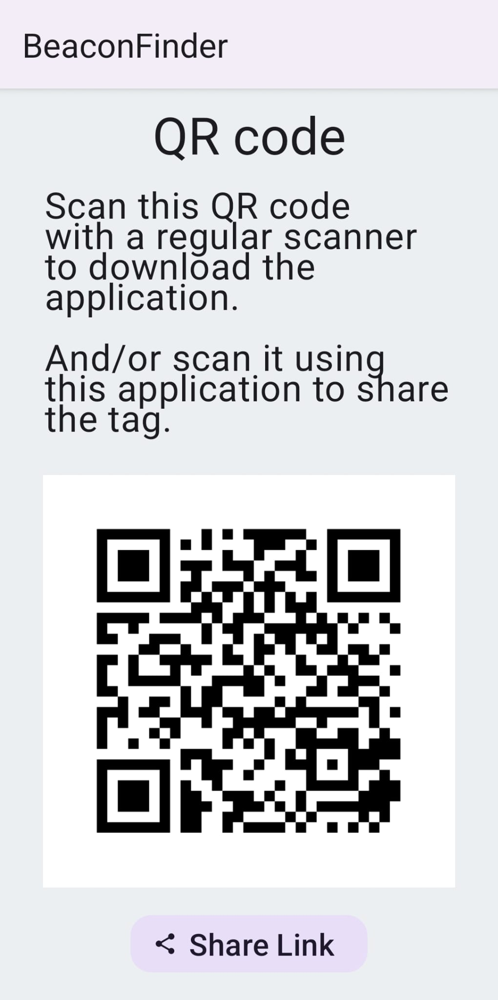 BeaconFinder
QR code
Scan this QR code
with a regular scanner
to download the
application.
And/or scan it using
this application to share
the tag.
Share Link